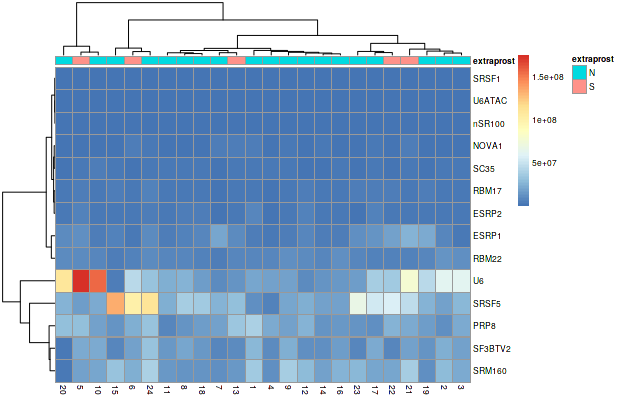 extraprost
SRSF1
U6ATAC
nSR100
NOVA1
SC35
RBM17
ESRP2
ESRP1
RBM22
U6
SRSF5
PRP8
SF3BTV2
SRM160
20 5 10 15 6 24 11 8 18 7 13 1 4 9 12 14 16 23 17 22 21 19 2 3
1.5e+08
1e+08
5e+07
extraprost
N
S